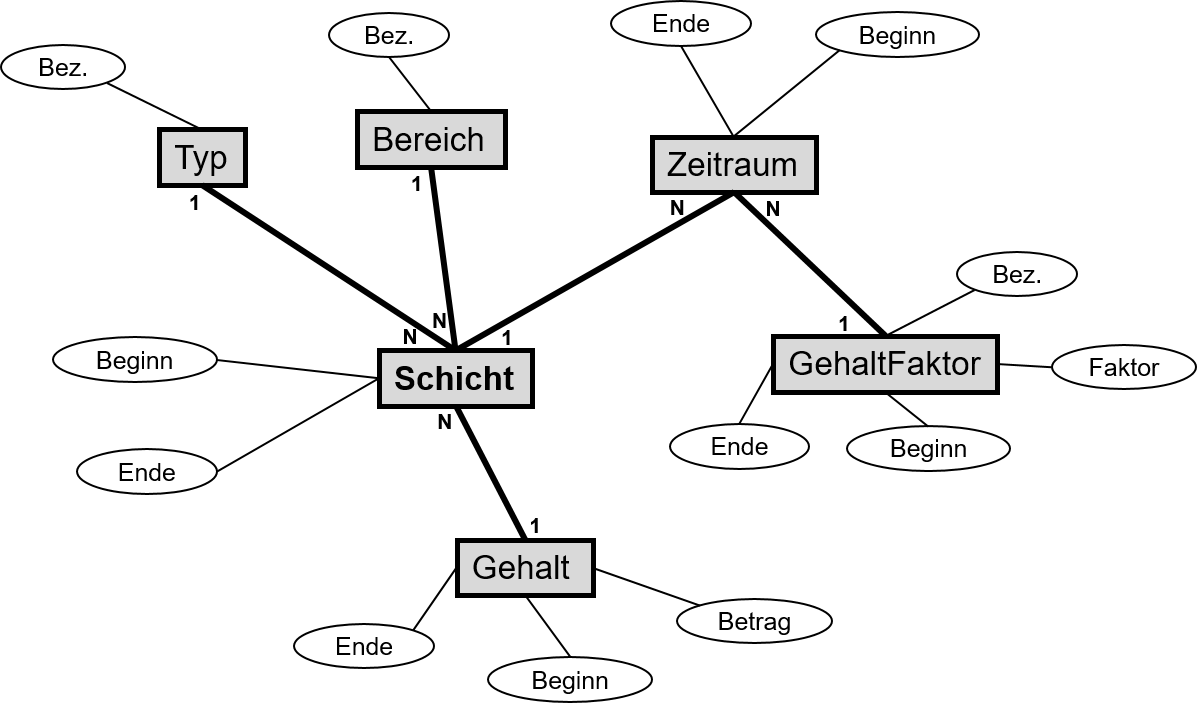 Ende
Beginn
Bez.
Bez.
Typ
Bereich
Zeitraum
1
1
N
N
Bez.
N
N
1
1
Beginn
Schicht
GehaltFaktor
Faktor
N
Ende
Beginn
Ende
1
Gehalt
Betrag
Ende
Beginn